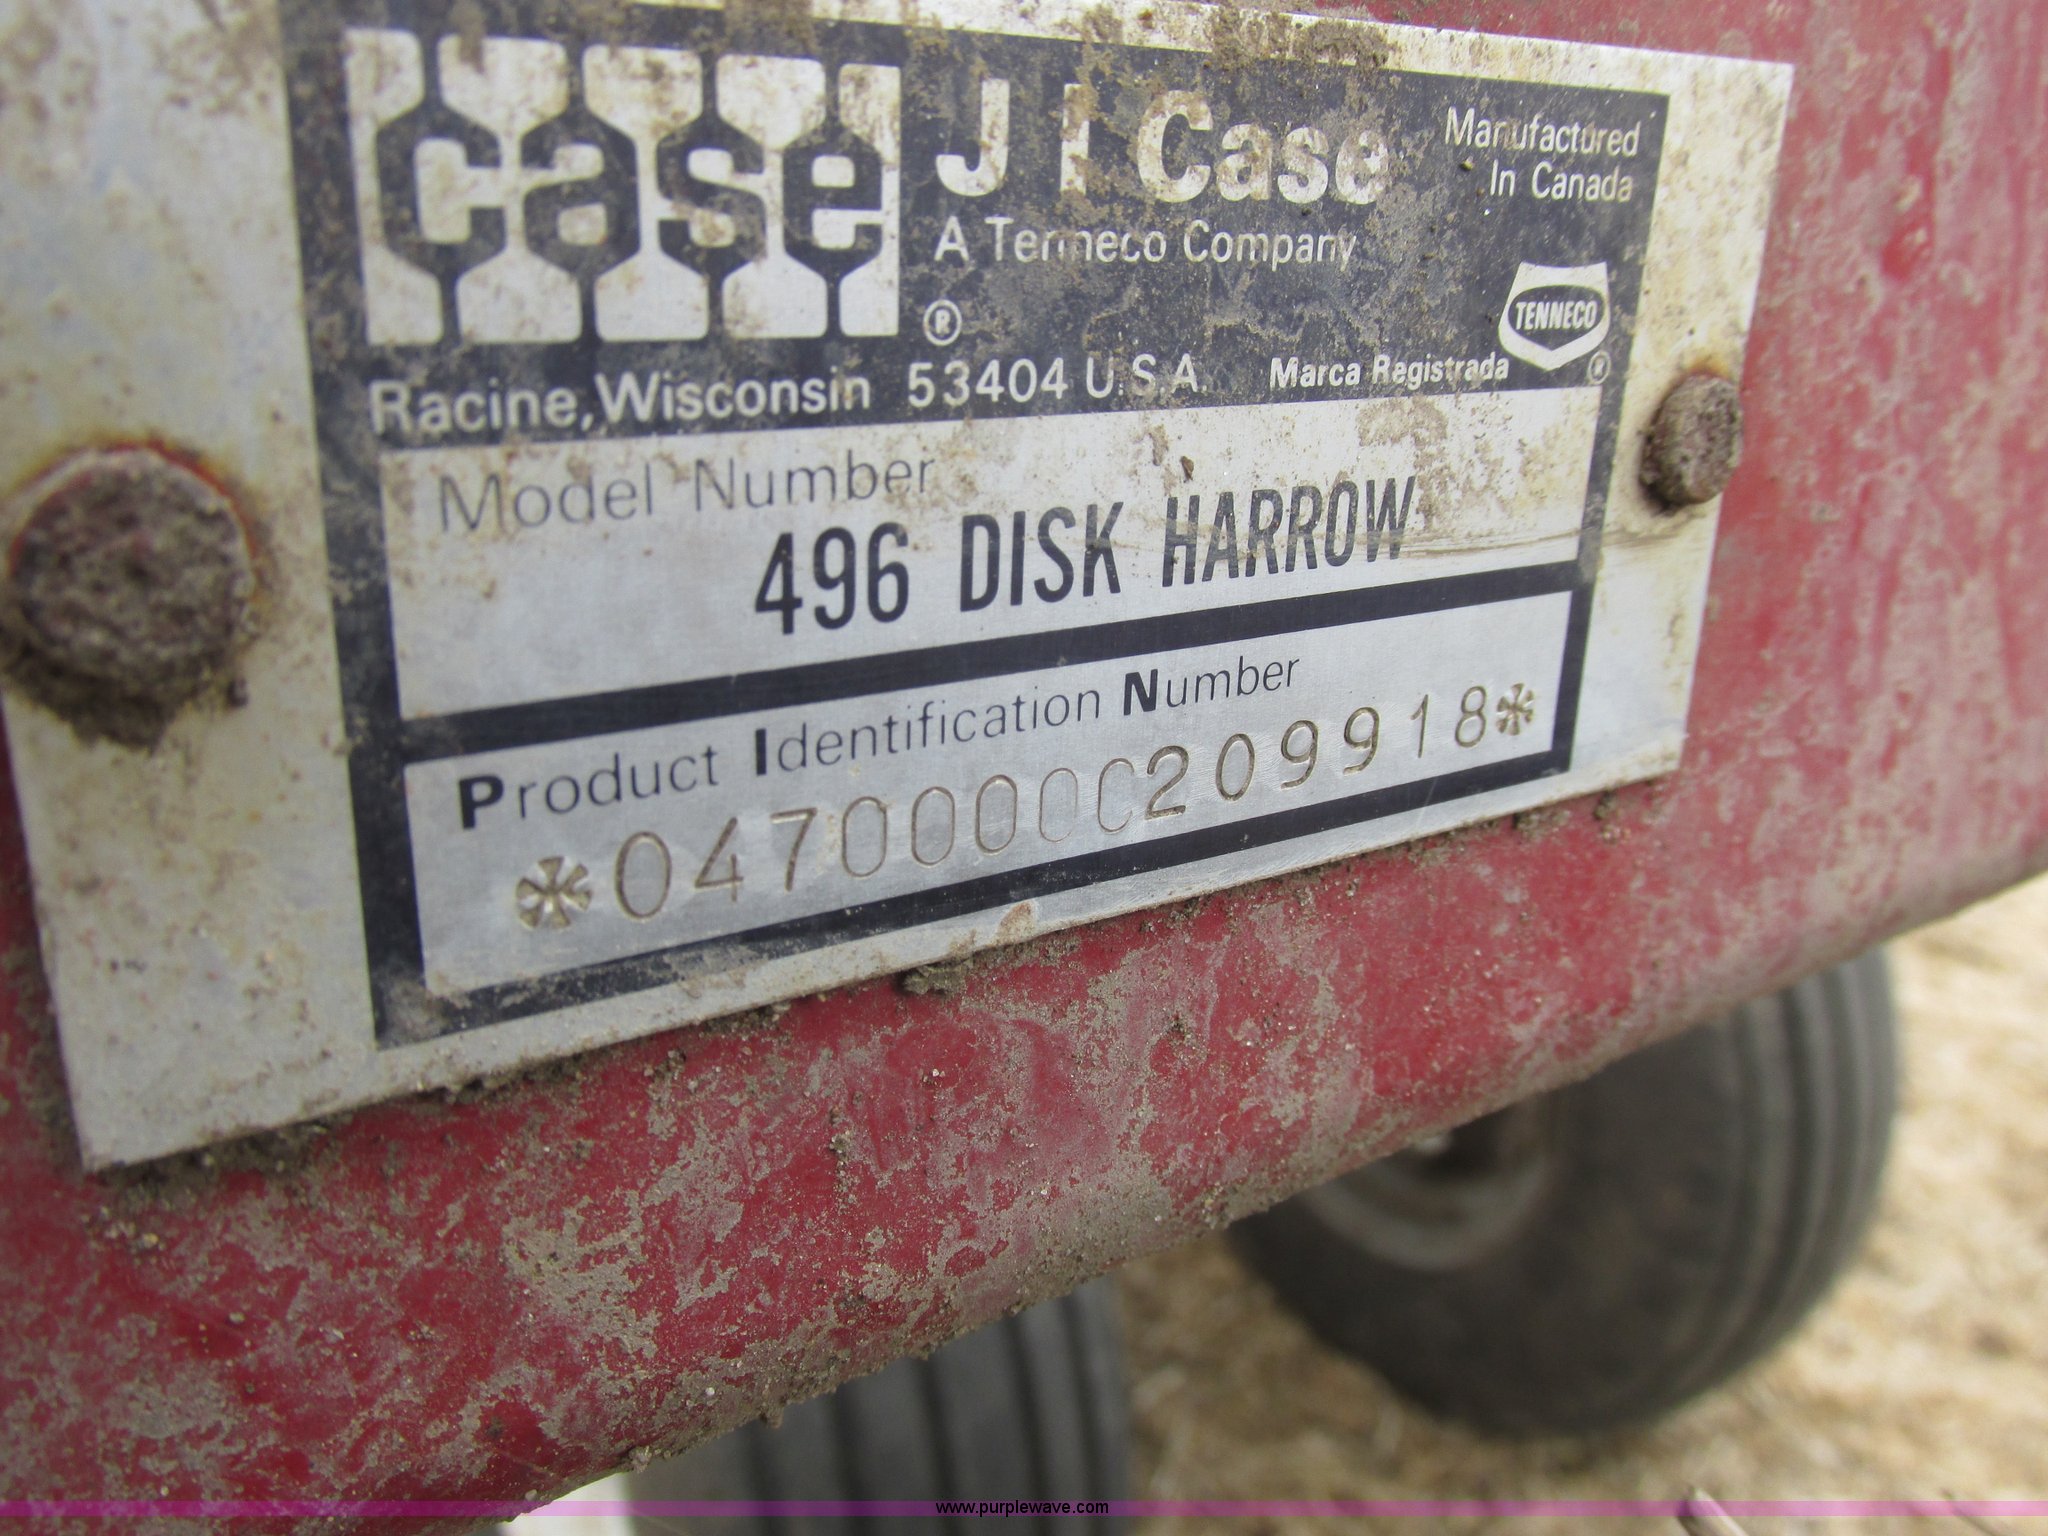 case
J I Case
A Tenneco Company
Manufactured
In Canada
TENNECO
®
Racine, Wisconsin 53404 U.S.A.
Marca Registrada ®
Model Number
496 DISK HARROW
Product Identification Number
*04700000209918*
www.purplewave.com